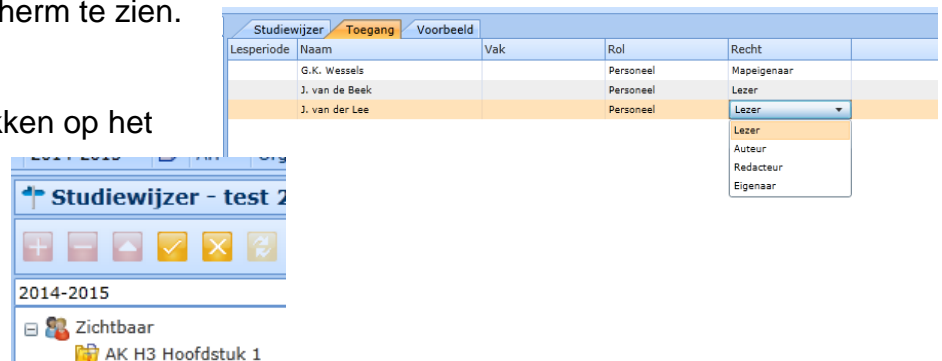 herm te zien.
Studiewijzer Toegang Voorbeeld
Lesperiode Naam Vak Rol Recht
G.K. Wessels Personeel Mapeigenaar
J. van de Beek Personeel Lezer
J. van der Lee Personeel Lezer
Lezer
Auteur
Redacteur
Eigenaar
kken op het
Studiewijzer - test 2
2014-2015
Zichtbaar
AK H3 Hoofdstuk 1